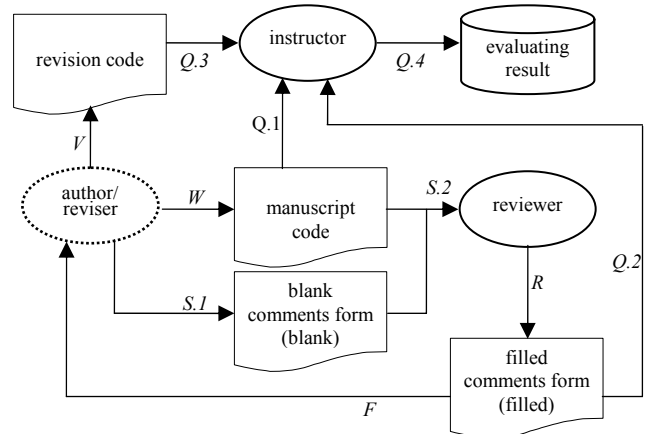 revision code
Q.3
instructor
Q.4
evaluating
result
V
Q.1
author/
reviser
W
manuscript
code
S.2
reviewer
Q.2
S.1
blank
comments form
(blank)
R
filled
comments form
(filled)
F